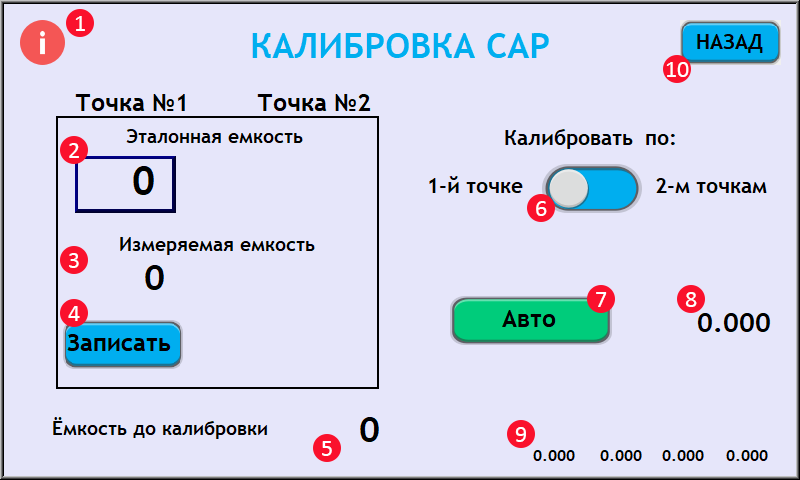 i 1
КАЛИБРОВКА CAP
НАЗАД
10
Точка №1 Точка №2
Эталонная емкость
2
0
Измеряемая емкость
3
0
4
Записать
Ёмкость до калибровки 0
5
Калибровать по:
1-й точке 2-м точкам
6
7
Авто
8
0.000
9
0.000 0.000 0.000 0.000